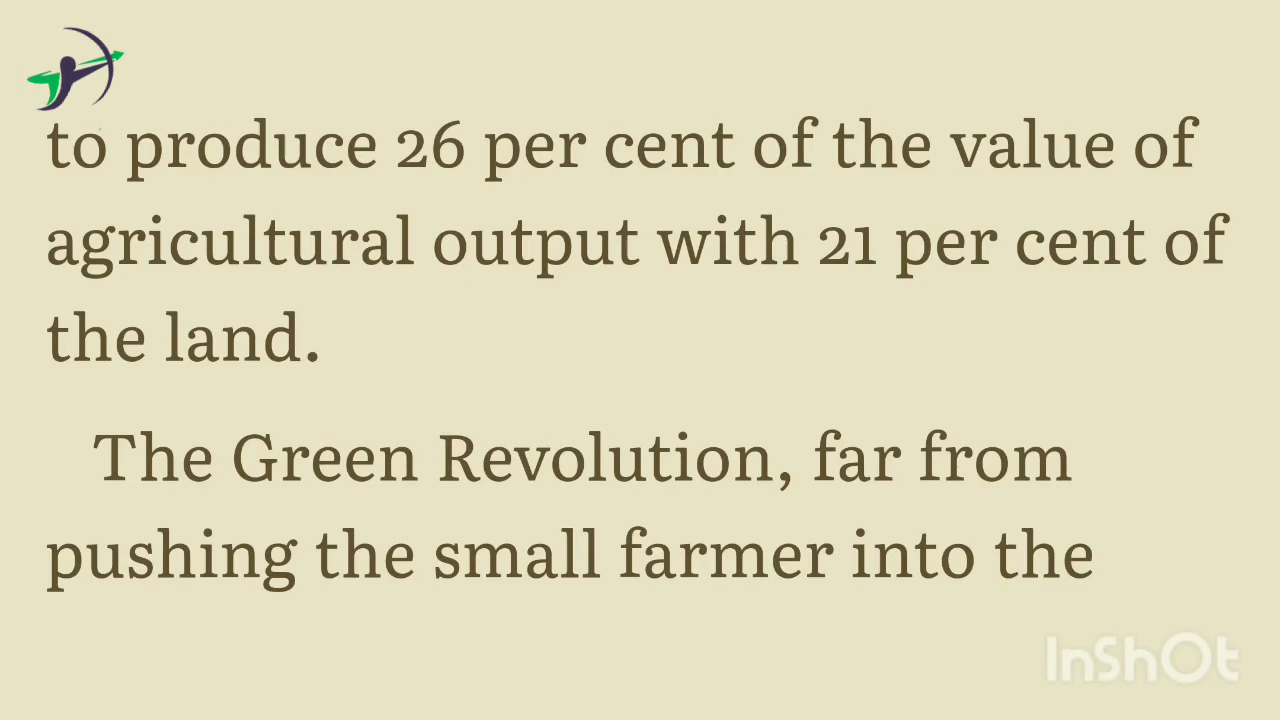 to produce 26 per cent of the value of
agricultural output with 21 per cent of
the land.
The Green Revolution, far from
pushing the small farmer into the
InShOt